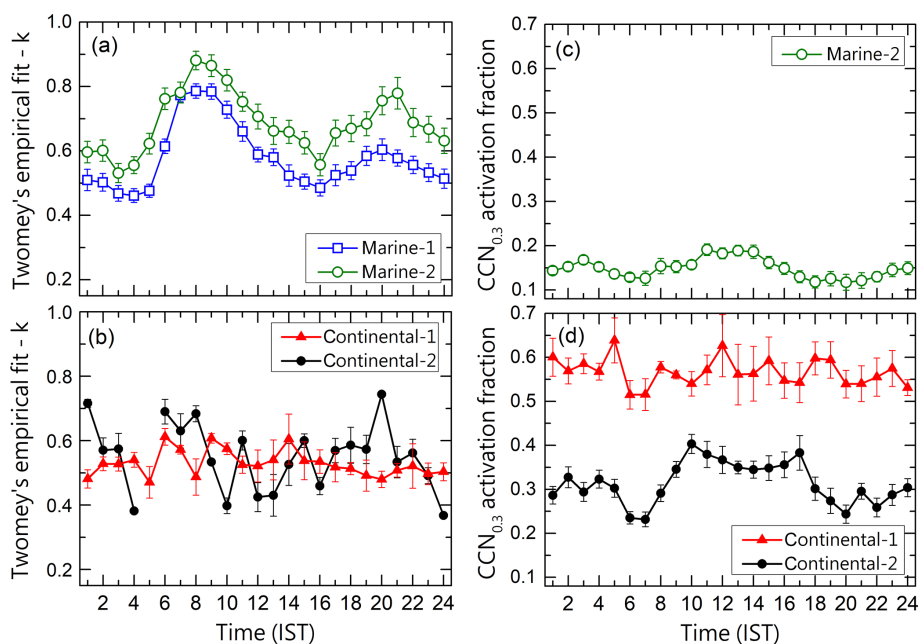 (a)
Twomey's empirical fit - k
1.0
0.8
0.6
0.4
0.2
Marine-1
Marine-2
(c)
CCN0.3 activation fraction
0.7
0.6
0.5
0.4
0.3
0.2
0.1
Marine-2
(b)
Twomey's empirical fit - k
1.0
0.8
0.6
0.4
0.2
Continental-1
Continental-2
2 4 6 8 10 12 14 16 18 20 22 24
Time (IST)
(d)
CCN0.3 activation fraction
0.7
0.6
0.5
0.4
0.3
0.2
0.1
Continental-1
Continental-2
2 4 6 8 10 12 14 16 18 20 22 24
Time (IST)